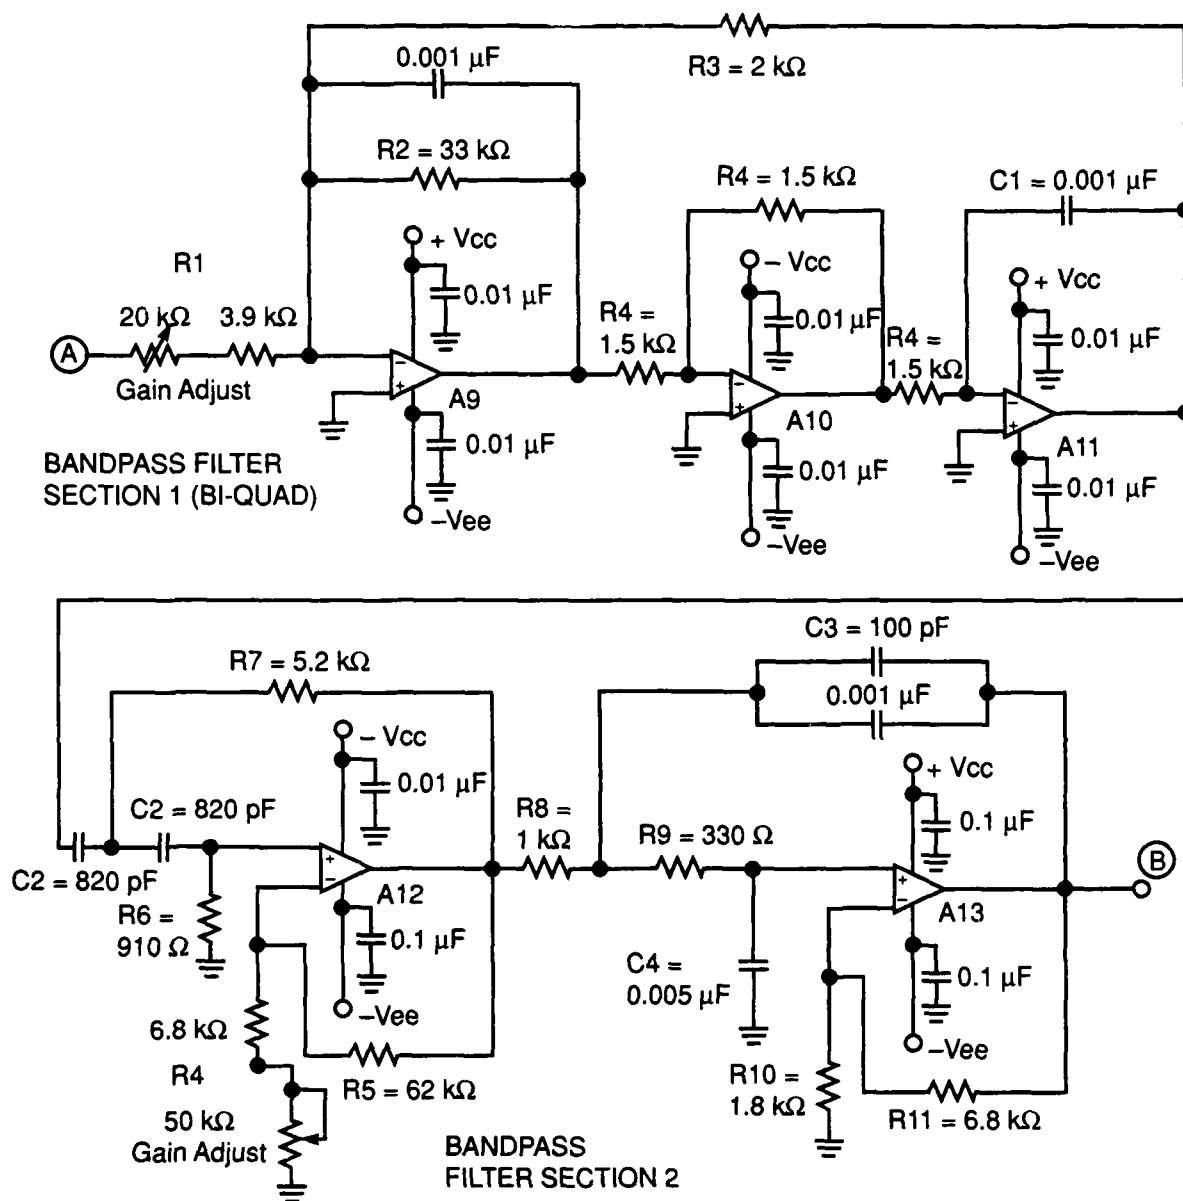 0.001 µF
R3 = 2 kΩ
R2 = 33 kΩ
R4 = 1.5 kΩ
C1 = 0.001 µF
+ Vcc
– Vcc
+ Vcc
R1
0.01 µF
0.01 µF
0.01 µF
20 kΩ
3.9 kΩ
R4 =
1.5 kΩ
R4 =
1.5 kΩ
A
Gain Adjust
–
+
A9
–
+
A10
–
+
A11
0.01 µF
0.01 µF
0.01 µF
BANDPASS FILTER
SECTION 1 (BI-QUAD)
–Vee
–Vee
–Vee
C3 = 100 pF
0.001 µF
R7 = 5.2 kΩ
– Vcc
+ Vcc
0.01 µF
0.1 µF
C2 = 820 pF
R8 =
1 kΩ
R9 = 330 Ω
C2 = 820 pF
+
–
A12
+
–
A13
B
R6 =
910 Ω
0.1 µF
C4 =
0.005 µF
0.1 µF
–Vee
–Vee
6.8 kΩ
R4
50 kΩ
Gain Adjust
R5 = 62 kΩ
R10 =
1.8 kΩ
R11 = 6.8 kΩ
BANDPASS
FILTER SECTION 2